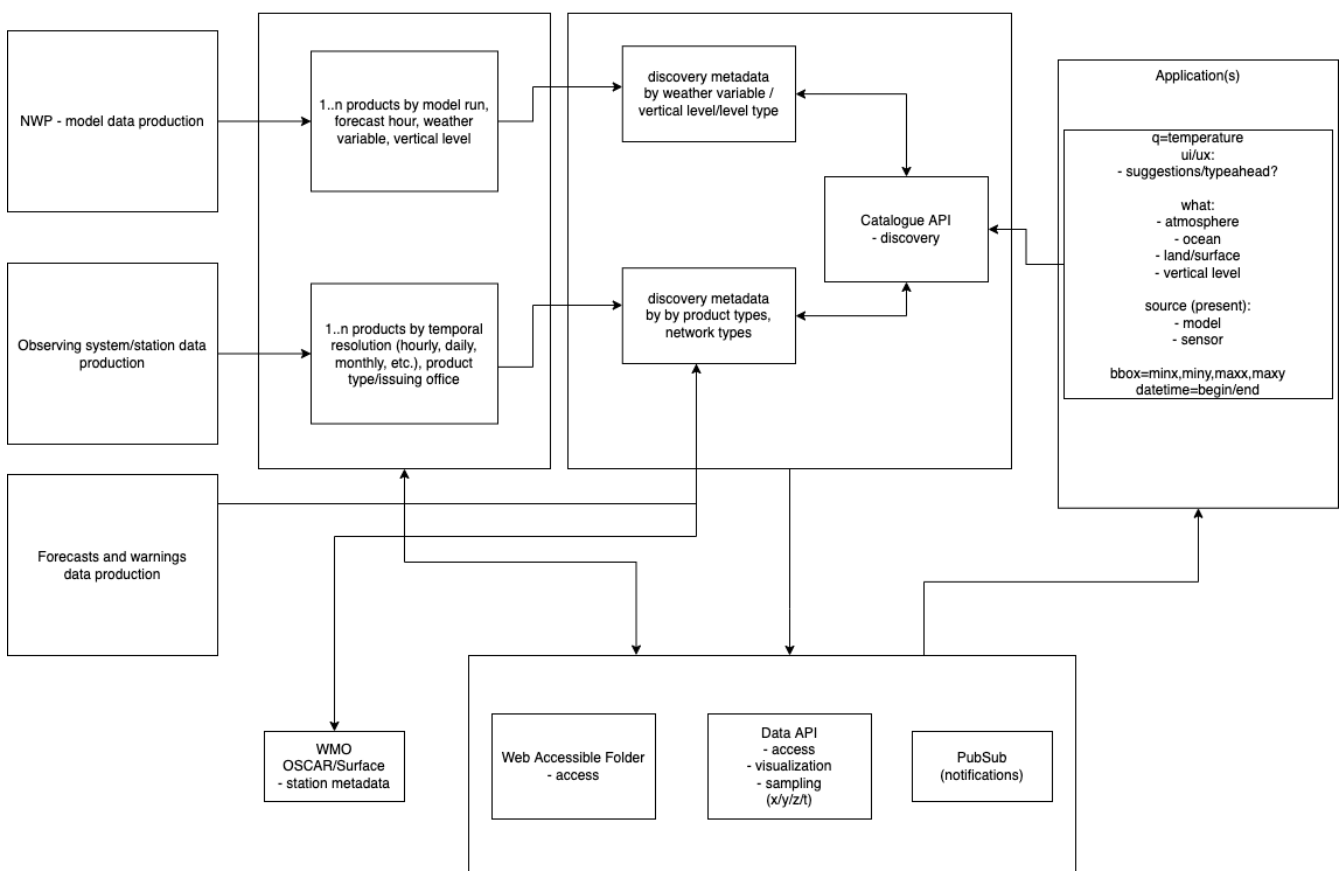 NWP - model data production
1..n products by model run,
forecast hour, weather
variable, vertical level
discovery metadata
by weather variable /
vertical level/level type
Catalogue API
- discovery
Application(s)
q=temperature
ui/ux:
- suggestions/typeahead?
what:
- atmosphere
- ocean
- land/surface
- vertical level
source (present):
- model
- sensor
bbox=minx,miny,maxx,maxy
datetime=begin/end
Observing system/station data
production
1..n products by temporal
resolution (hourly, daily,
monthly, etc.), product
type/issuing office
discovery metadata
by by product types,
network types
Forecasts and warnings
data production
WMO
OSCAR/Surface
- station metadata
Web Accessible Folder
- access
Data API
- access
- visualization
- sampling
(x/y/z/t)
PubSub
(notifications)